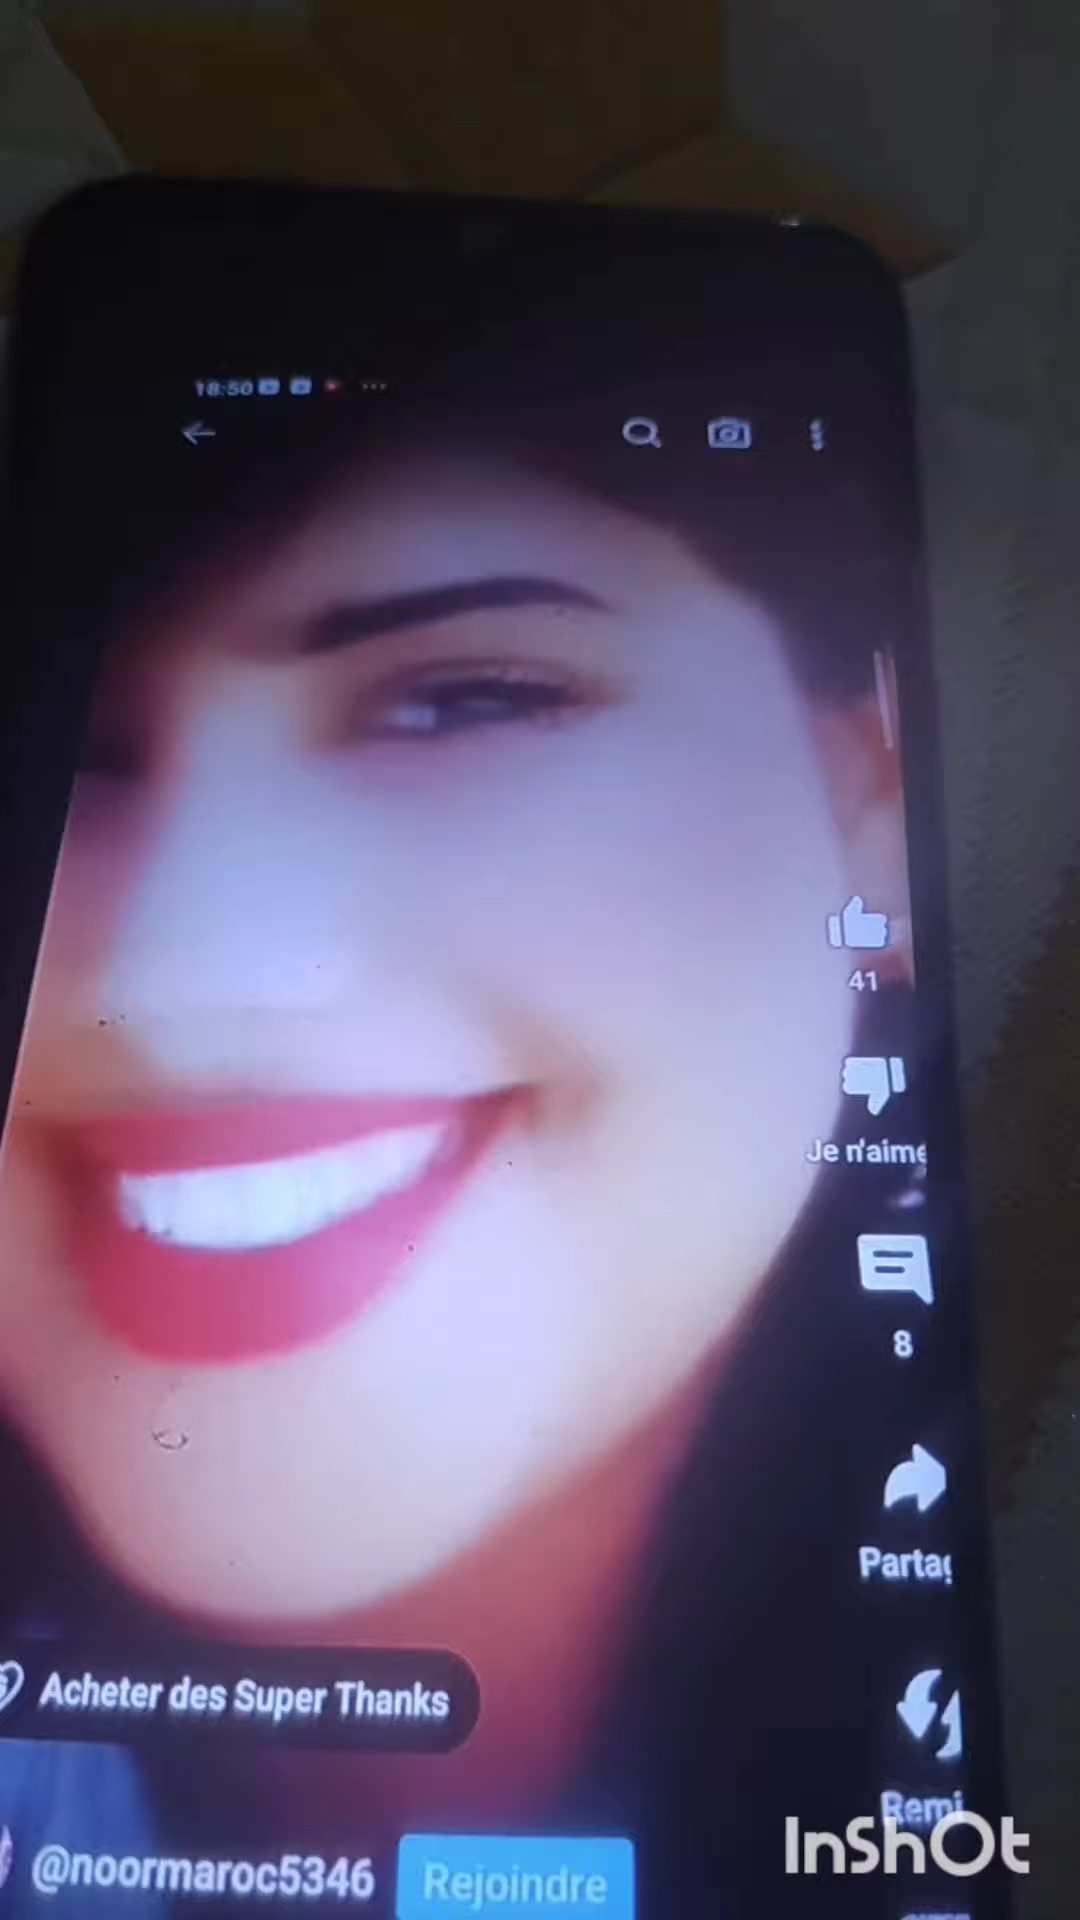 18:50
41
Je n'aime
8
Partag
Acheter des Super Thanks
Remi
InShOt
@noormaroc5346
Rejoindre